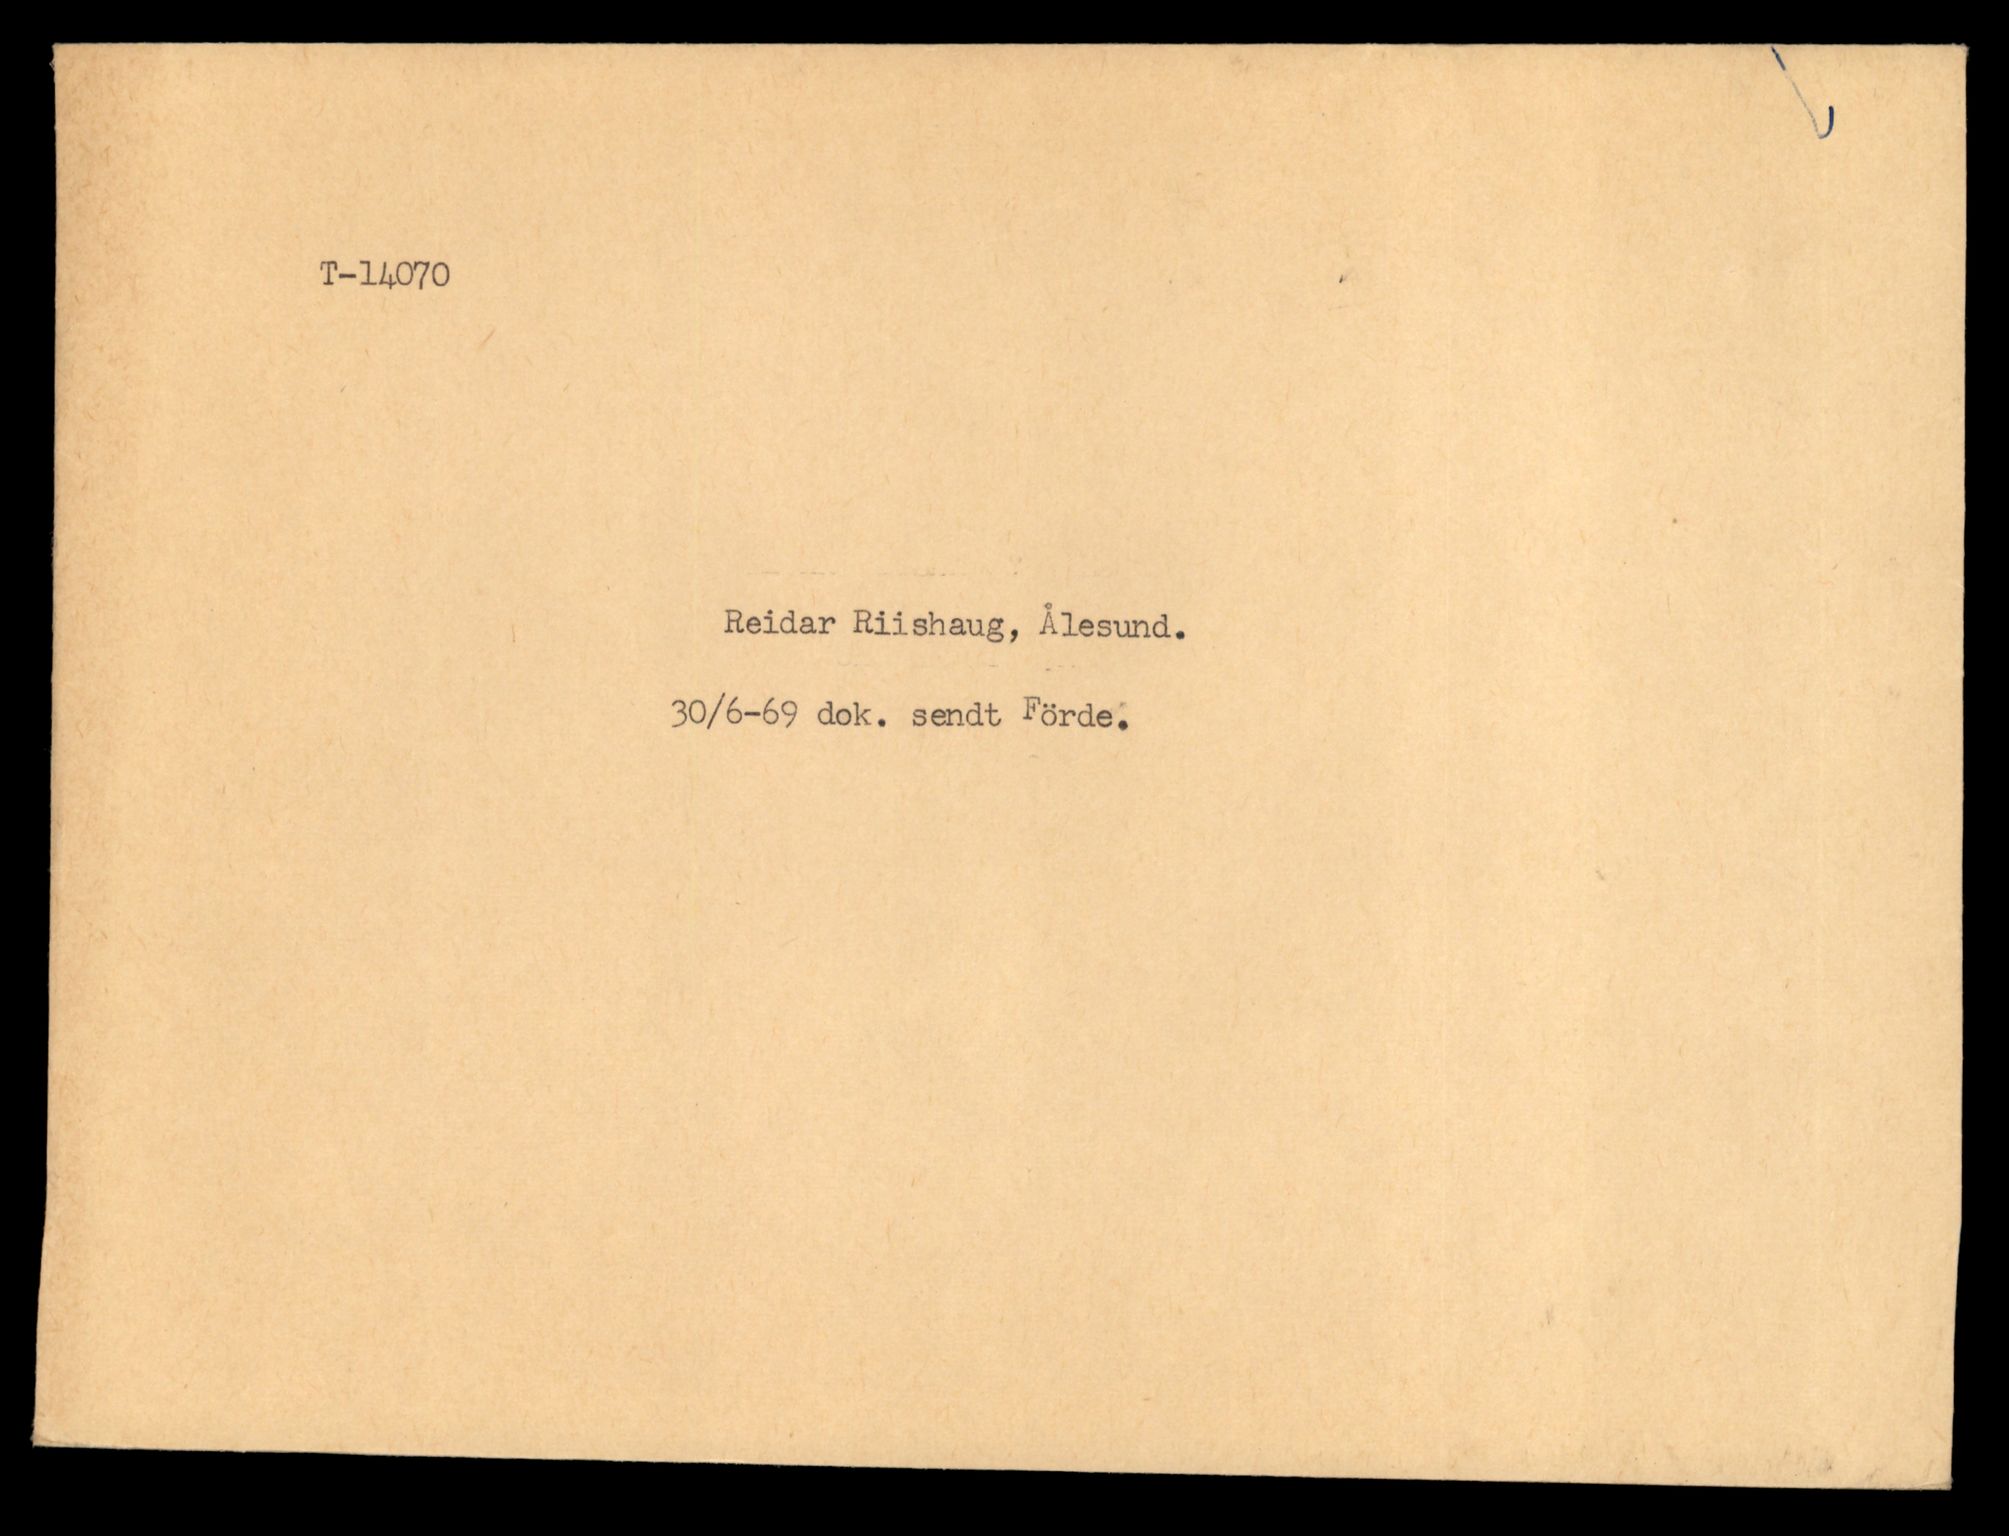 T-14070
Reidar Riishaug, Ålesund.
30/6-69 dok. sendt Förde.